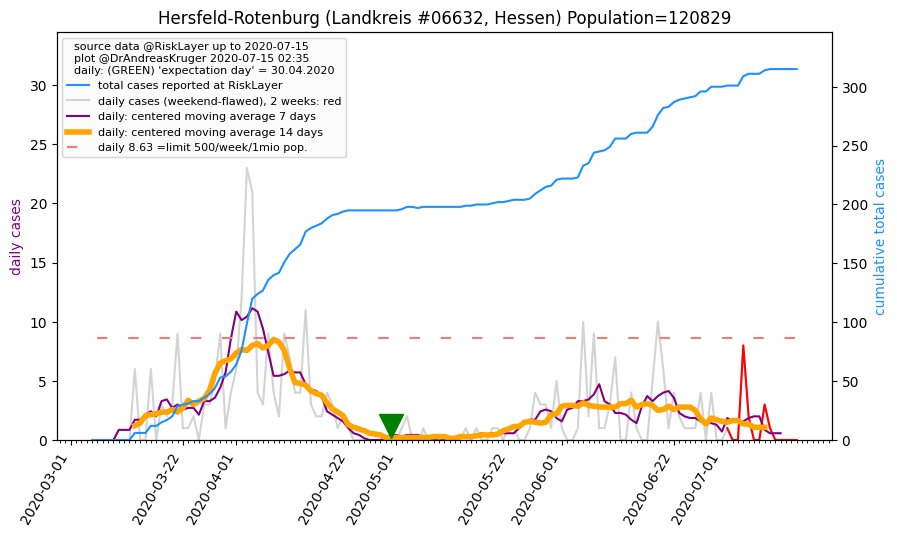 Hersfeld-Rotenburg (Landkreis #06632, Hessen) Population=120829
source data @RiskLayer up to 2020-07-15
plot @DrAndreasKruger 2020-07-15 02:35
daily: (GREEN) 'expectation day' = 30.04.2020
total cases reported at RiskLayer
daily cases (weekend-flawed), 2 weeks: red
daily: centered moving average 7 days
daily: centered moving average 14 days
daily 8.63 =limit 500/week/1mio pop.
daily cases
30
25
20
15
10
5
0
cumulative total cases
300
250
200
150
100
50
0
2020-03-01
2020-03-22
2020-04-01
2020-04-22
2020-05-01
2020-05-22
2020-06-01
2020-06-22
2020-07-01